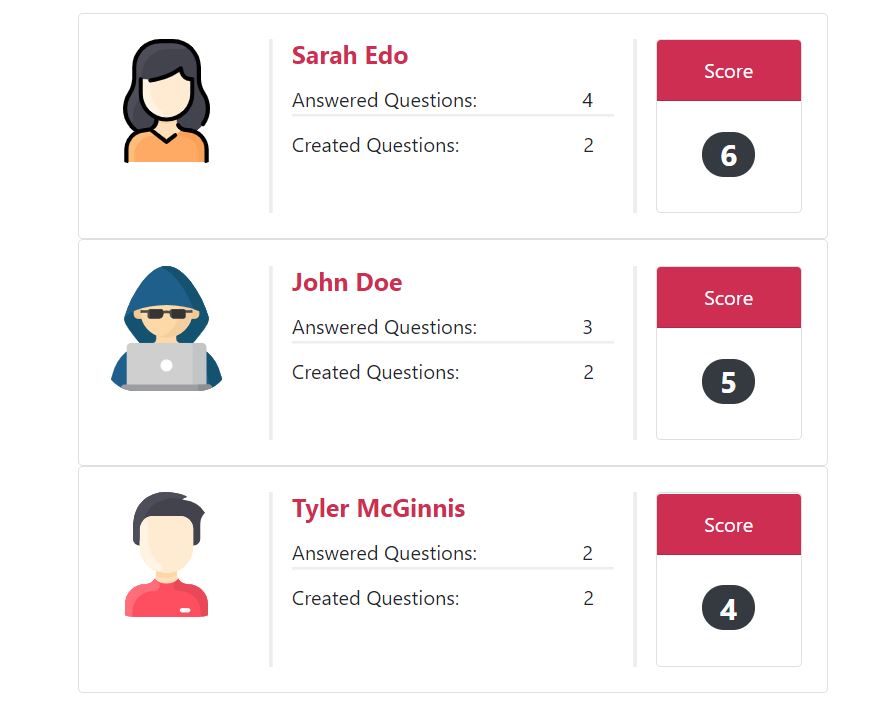 Sarah Edo
Answered Questions: 4
Created Questions: 2
Score
6
John Doe
Answered Questions: 3
Created Questions: 2
Score
5
Tyler McGinnis
Answered Questions: 2
Created Questions: 2
Score
4